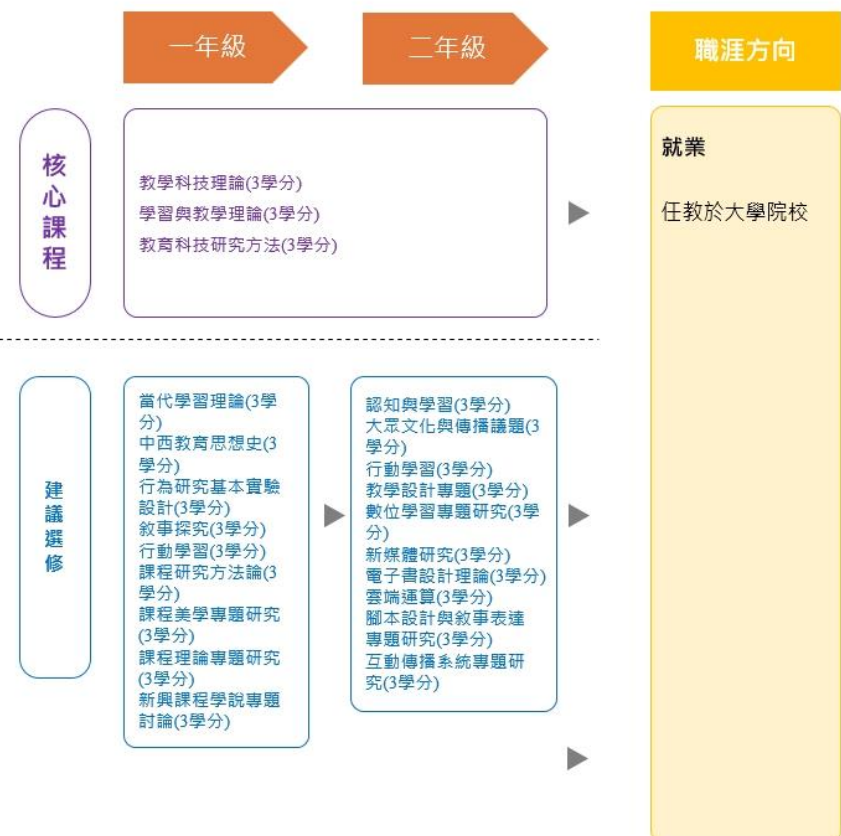 一年級
二年級
職涯方向
核
心
課
程
教學科技理論(3學分)
學習與教學理論(3學分)
教育科技研究方法(3學分)
就業
任教於大學院校
建
議
選
修
當代學習理論(3學
分)
中西教育思想史(3
學分)
行為研究基本實驗
設計(3學分)
敘事探究(3學分)
行動學習(3學分)
課程研究方法論(3
學分)
課程美學專題研究
(3學分)
課程理論專題研究
(3學分)
新興課程學說專題
討論(3學分)
認知與學習(3學分)
大眾文化與傳播議題(3
學分)
行動學習(3學分)
教學設計專題(3學分)
數位學習專題研究(3學
分)
新媒體研究(3學分)
電子書設計理論(3學分)
雲端運算(3學分)
腳本設計與敘事表達
專題研究(3學分)
互動傳播系統專題研
究(3學分)